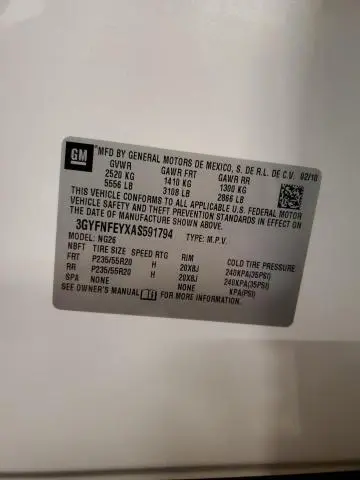 GM
MFD BY GENERAL MOTORS DE MEXICO, S. DE R.L. DE C.V. 02/10
GVWR GAWR FRT GAWR RR
2520 KG 1410 KG 1300 KG
5556 LB 3108 LB 2866 LB
THIS VEHICLE CONFORMS TO ALL APPLICABLE U.S. FEDERAL MOTOR
VEHICLE SAFETY AND THEFT PREVENTION STANDARDS IN EFFECT ON
THE DATE OF MANUFACTURE SHOWN ABOVE.
3GYFNFEYXAS591794 TYPE: M.P.V.
MODEL: NG26
NBFT TIRE SIZE SPEED RTG RIM COLD TIRE PRESSURE
FRT P235/55R20 H 20X8J 240KPA(35PSI)
RR P235/55R20 H 20X8J 240KPA(35PSI)
SPA NONE NONE KPA(PSI)
SEE OWNER'S MANUAL FOR MORE INFORMATION.